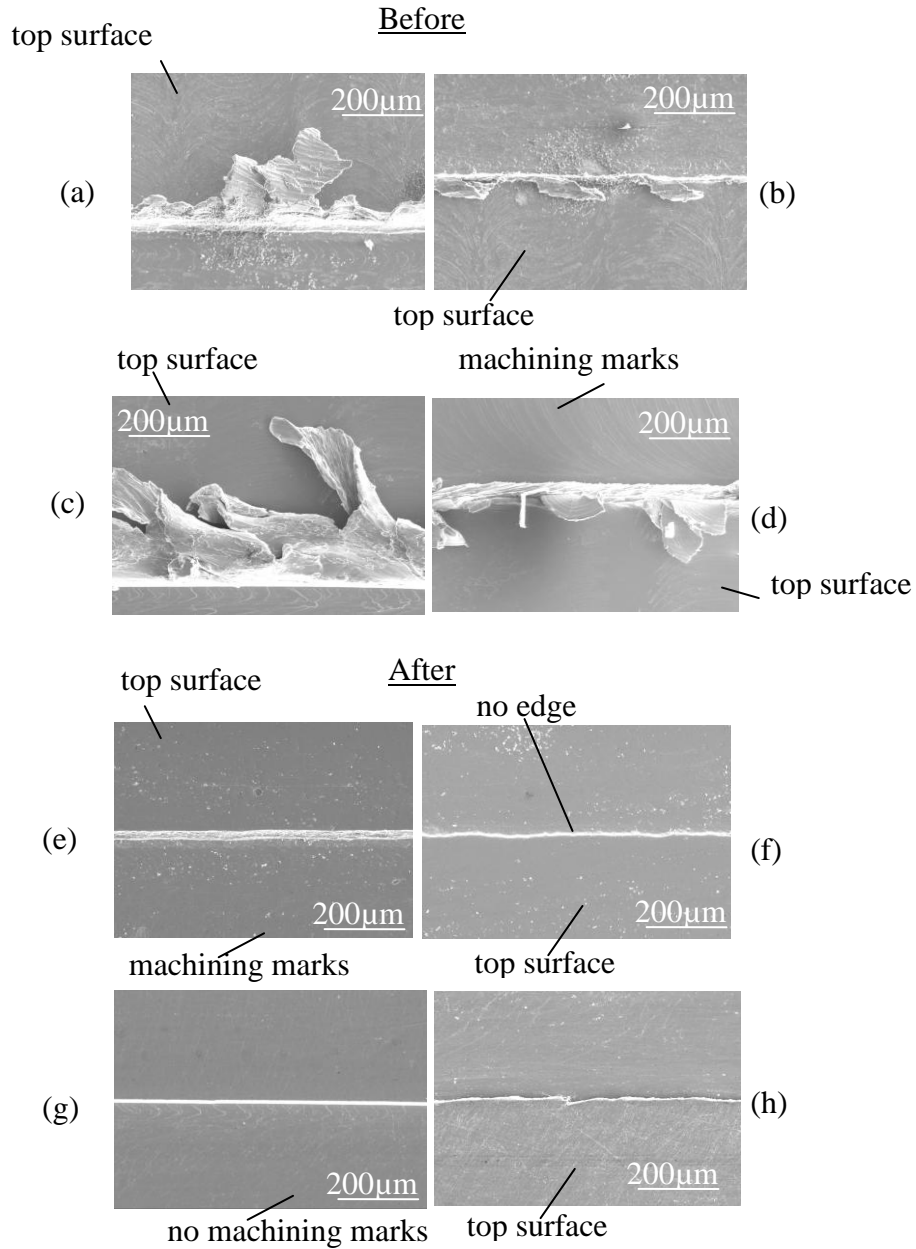 Before
top surface
200µm
200µm
(a)
(b)
top surface
top surface
machining marks
200µm
200µm
(c)
(d)
top surface
After
top surface
no edge
(e)
(f)
200µm
200µm
machining marks
top surface
(g)
(h)
200µm
200µm
no machining marks
top surface